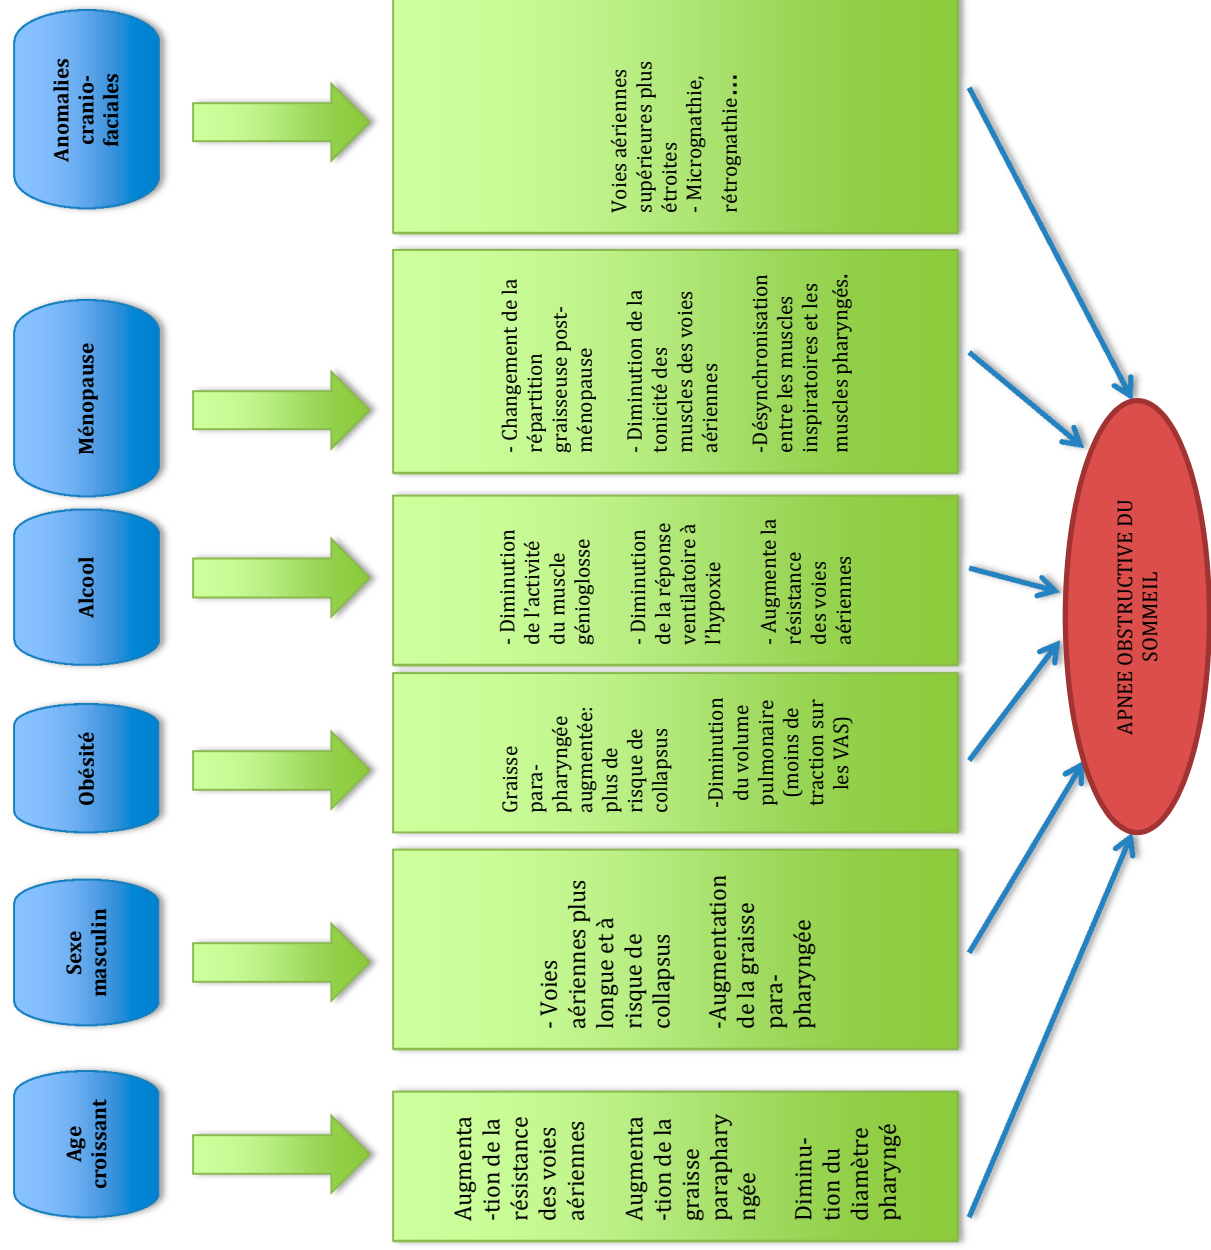 Age
croissant
Sexe
masculin
Obésité
Alcool
Ménopause
Anomalies
cranio-
faciales
Augmenta
-tion de la
résistance
des voies
aériennes
Augmenta
-tion de la
graisse
paraphary
ngée
Diminu-
tion du
diamètre
pharyngé
- Voies
aériennes plus
longue et à
risque de
collapsus
-Augmentation
de la graisse
para-
pharyngée
Graisse
para-
pharyngée
augmentée:
plus de
risque de
collapsus
-Diminution
du volume
pulmonaire
(moins de
traction sur
les VAS)
- Diminution
de l'activité
du muscle
génioglosse
- Diminution
de la réponse
ventilatoire à
l'hypoxie
- Augmente la
résistance
des voies
aériennes
- Changement de la
répartition
graisseuse post-
ménopause
- Diminution de la
tonicité des
muscles des voies
aériennes
-Désynchronisation
entre les muscles
inspiratoires et les
muscles pharyngés.
Voies aériennes
supérieures plus
étroites
- Micrognathie,
rétrognathie...
APNEE OBSTRUCTIVE DU
SOMMEIL